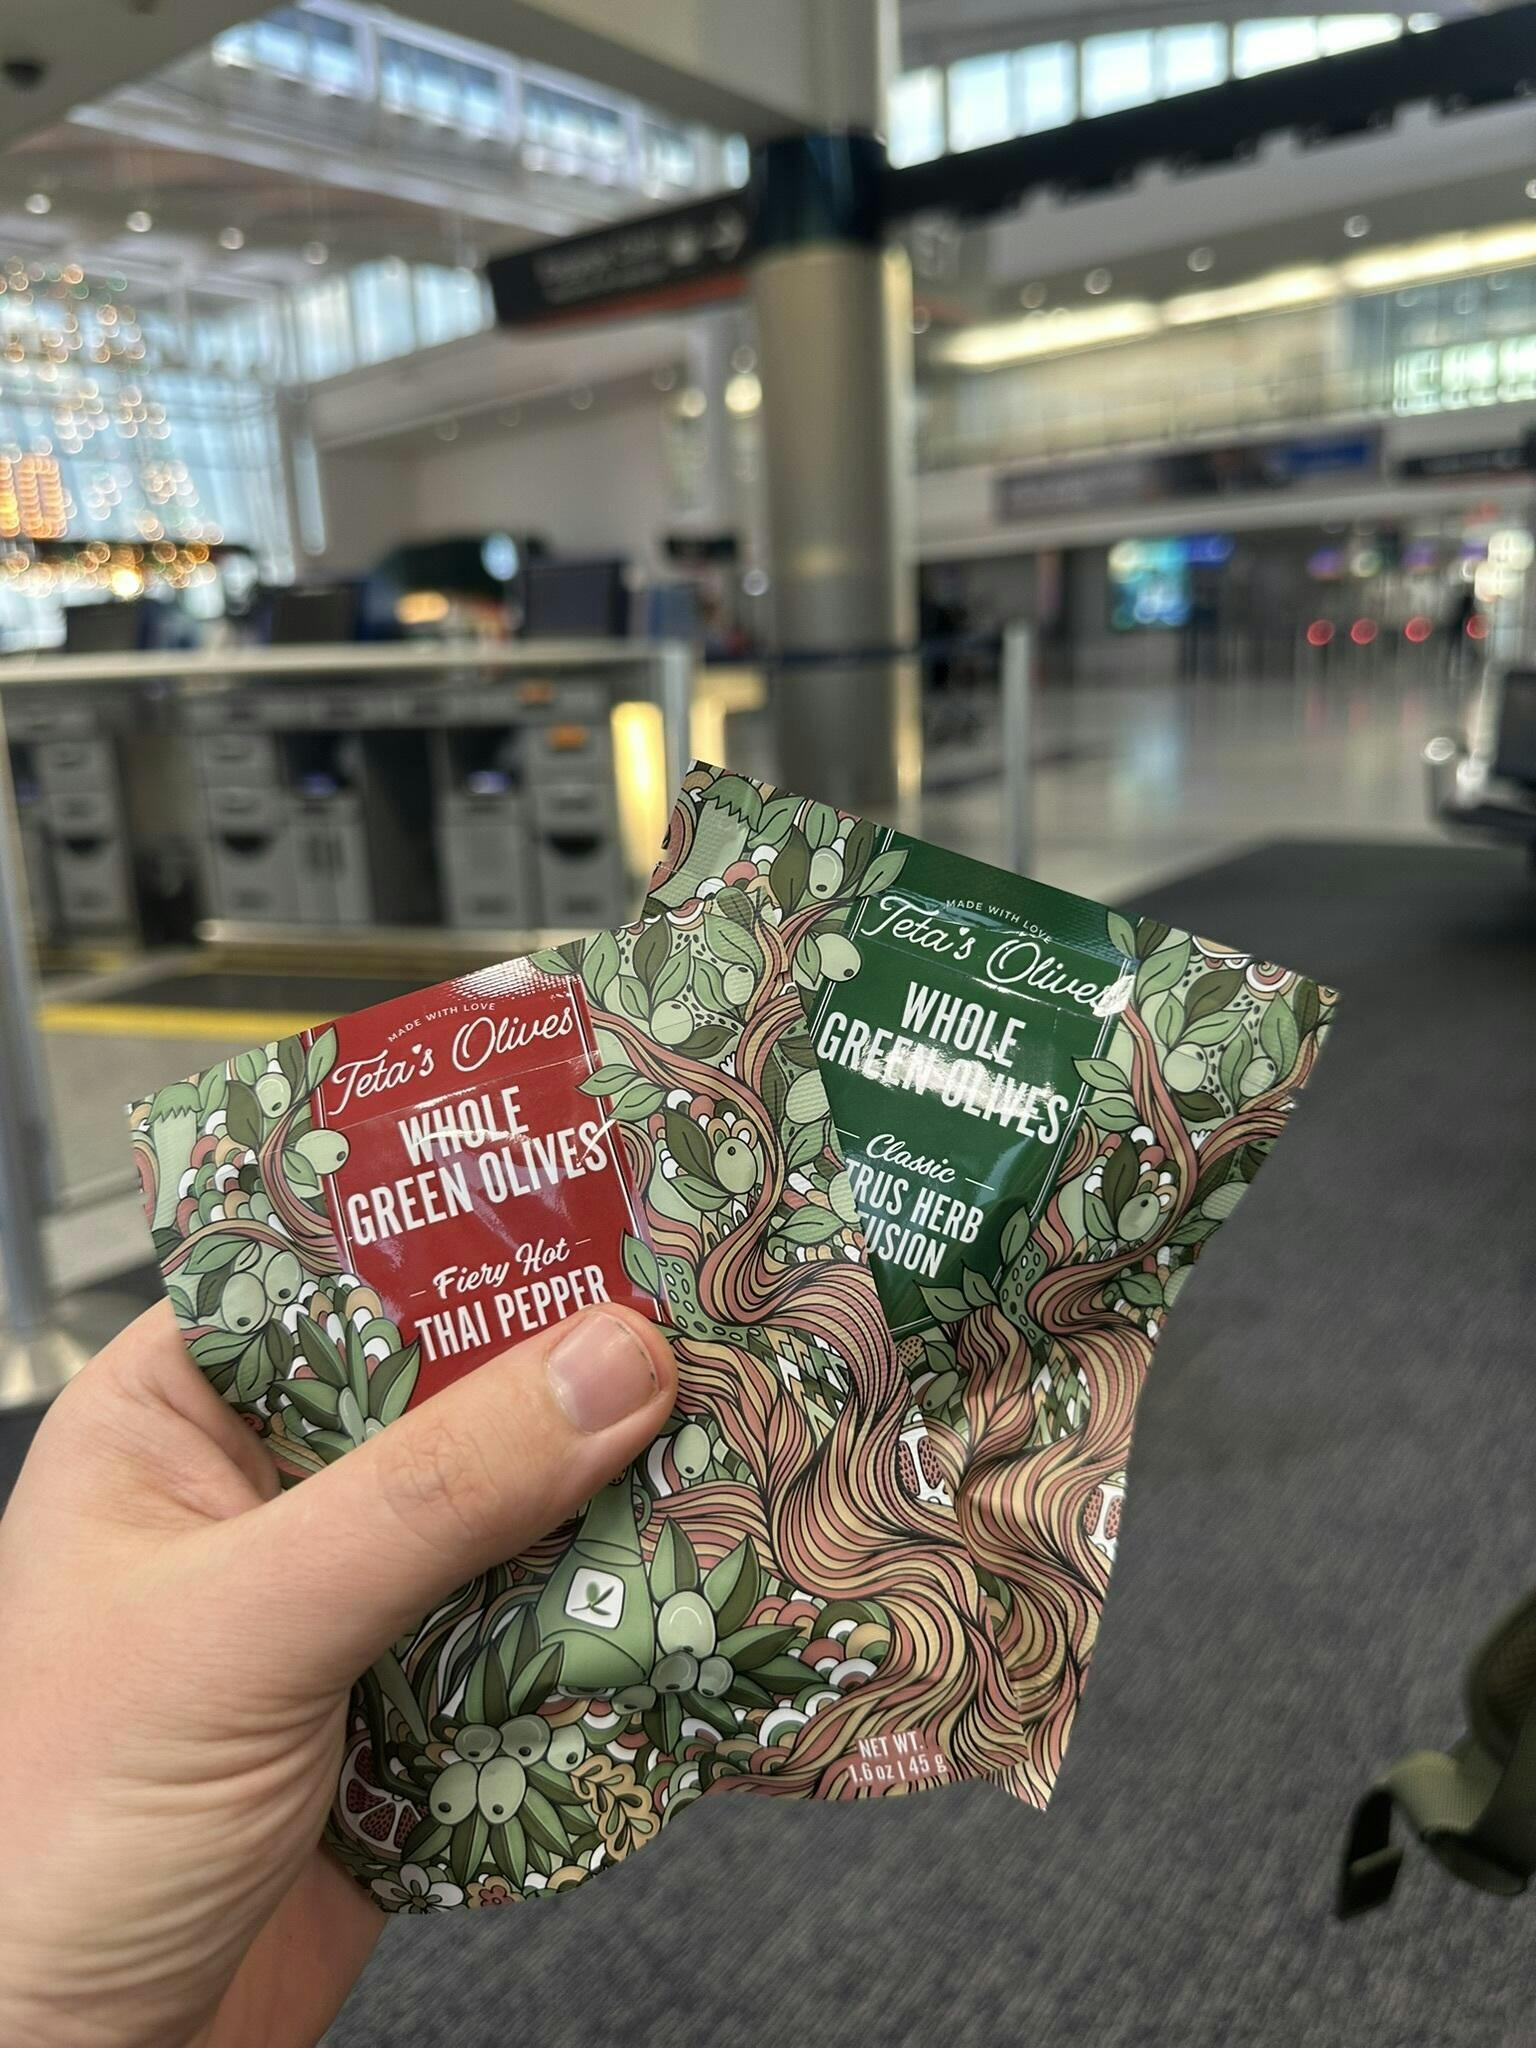 MADE WITH LOVE
Teta's Olives
WHOLE
GREEN OLIVES
Fiery Hot
THAI PEPPER
NET WT.
1.6 oz | 45 g
MADE WITH LOVE
Teta's Olives
WHOLE
GREEN OLIVES
Classic
TRUS HERB
USION